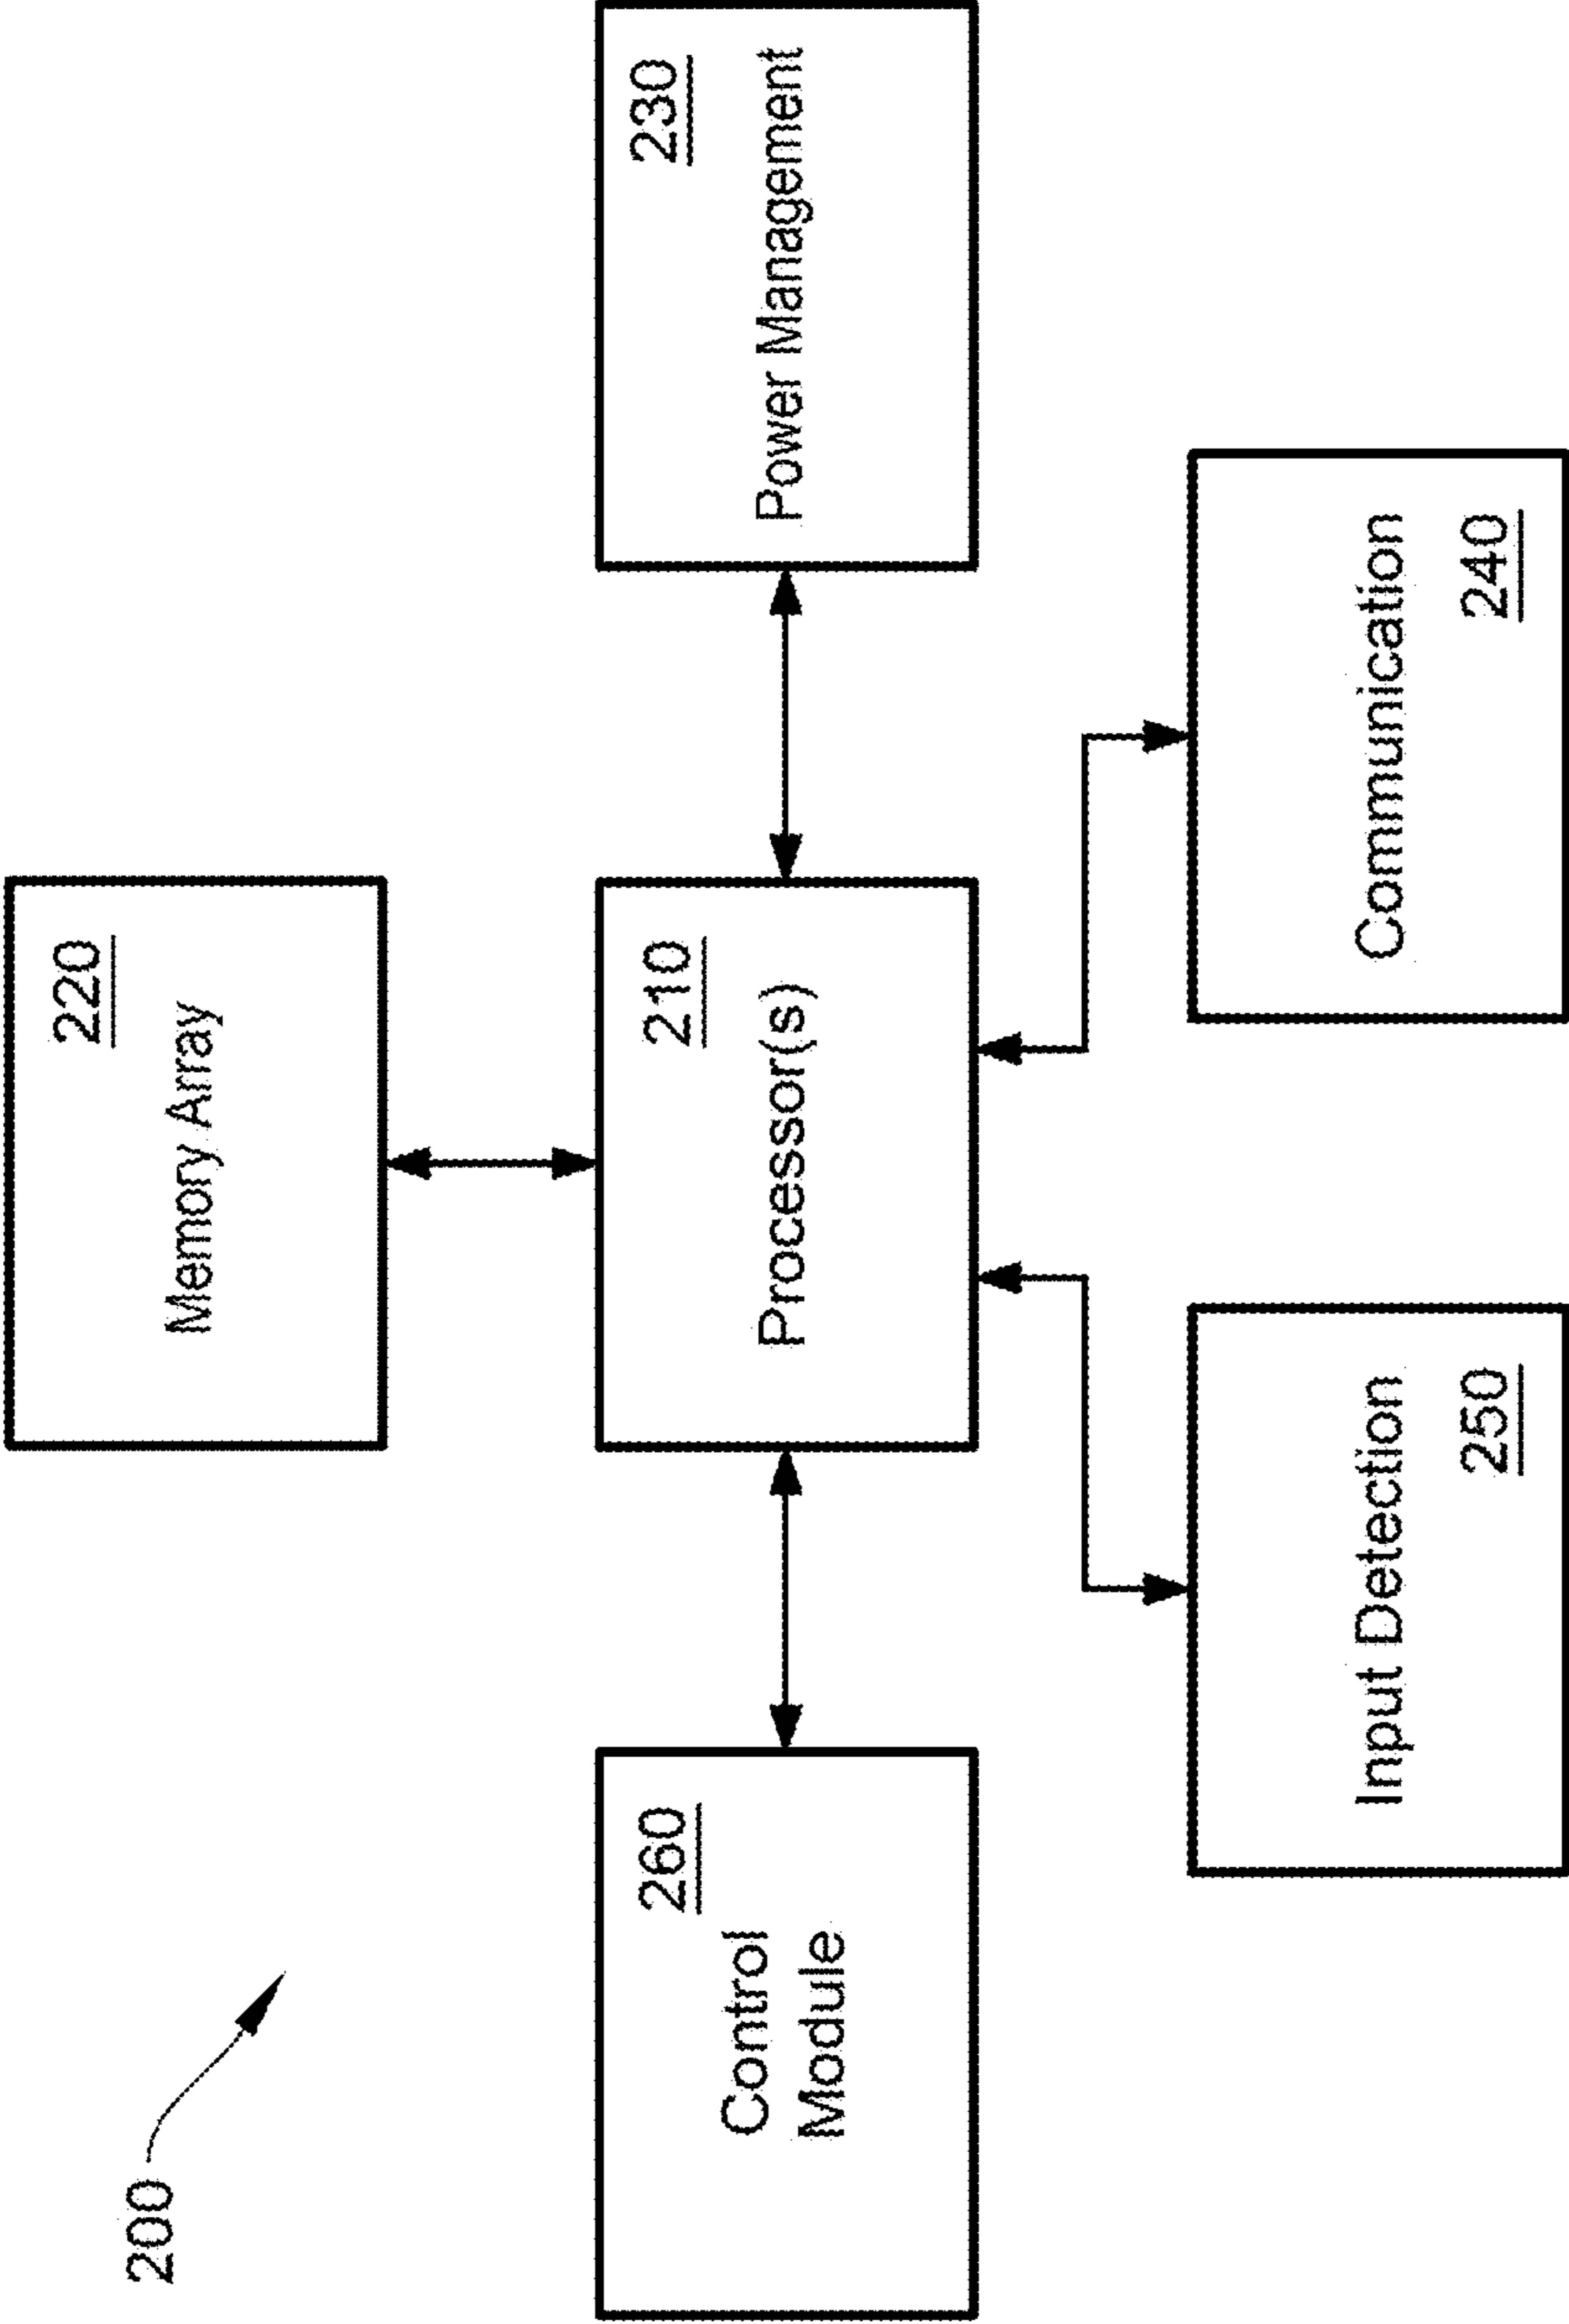 220
Memory Array
200
260
Control
Module
210
Processor(s)
230
Power Management
Input Detection
250
Communication
240